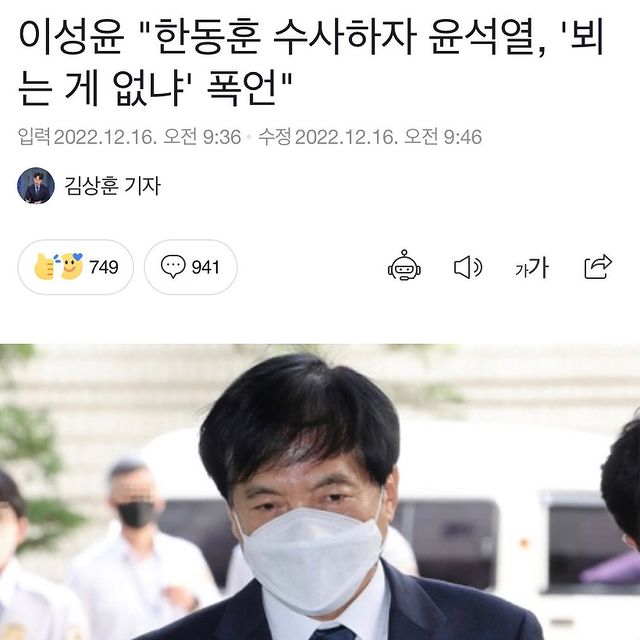 이성윤 "한동훈 수사하자 윤석열, '뵈
는 게 없냐' 폭언"
입력 2022.12.16. 오전 9:36 · 수정 2022.12.16. 오전 9:46
김상훈 기자
749 941 가가